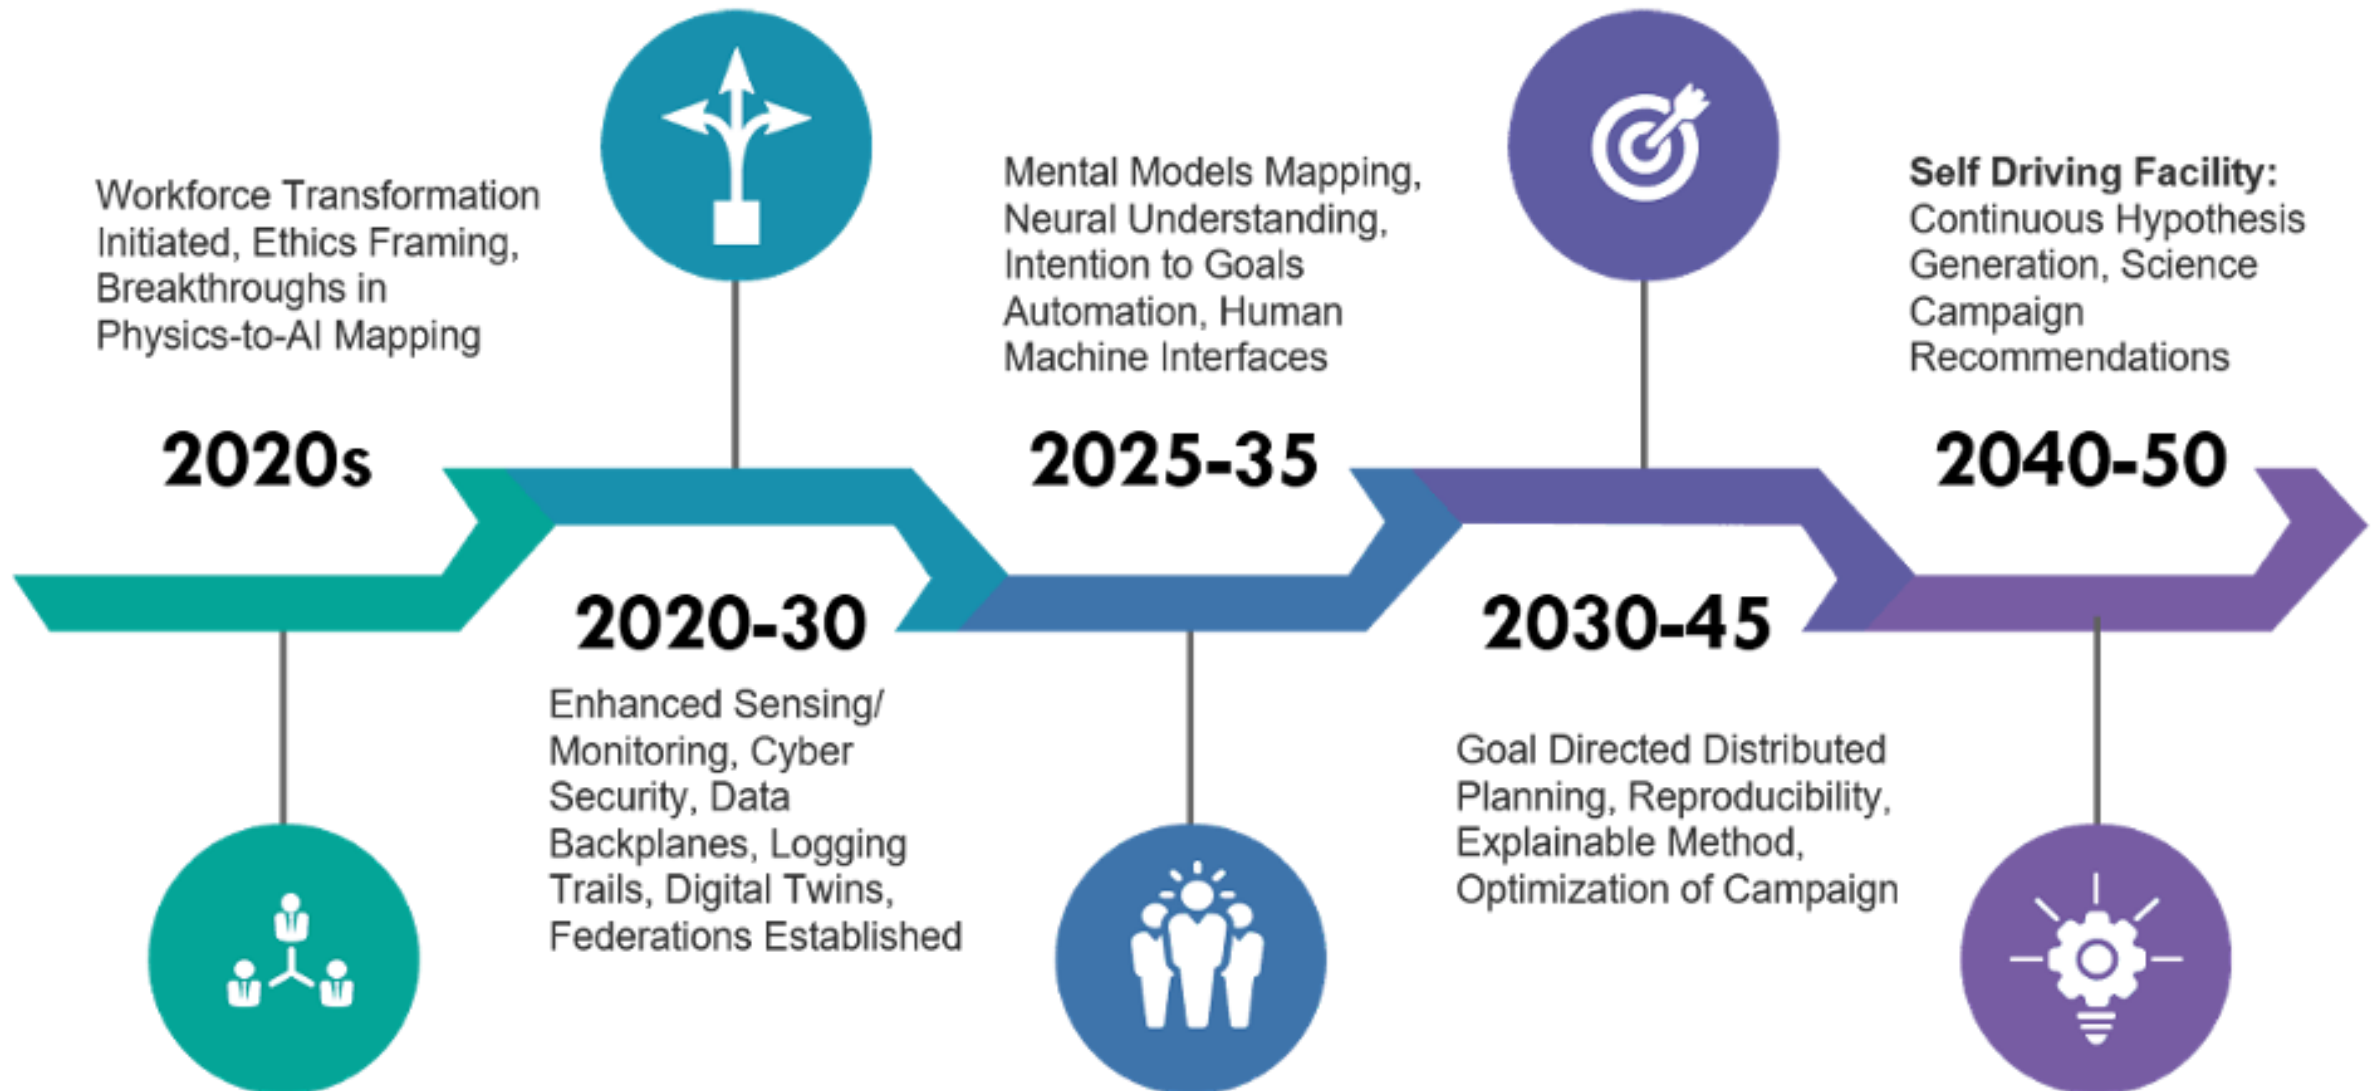 Workforce Transformation
Initiated, Ethics Framing,
Breakthroughs in
Physics-to-AI Mapping
2020s
2020-30
Enhanced Sensing/
Monitoring, Cyber
Security, Data
Backplanes, Logging
Trails, Digital Twins,
Federations Established
Mental Models Mapping,
Neural Understanding,
Intention to Goals
Automation, Human
Machine Interfaces
2025-35
2030-45
Goal Directed Distributed
Planning, Reproducibility,
Explainable Method,
Optimization of Campaign
Self Driving Facility:
Continuous Hypothesis
Generation, Science
Campaign
Recommendations
2040-50